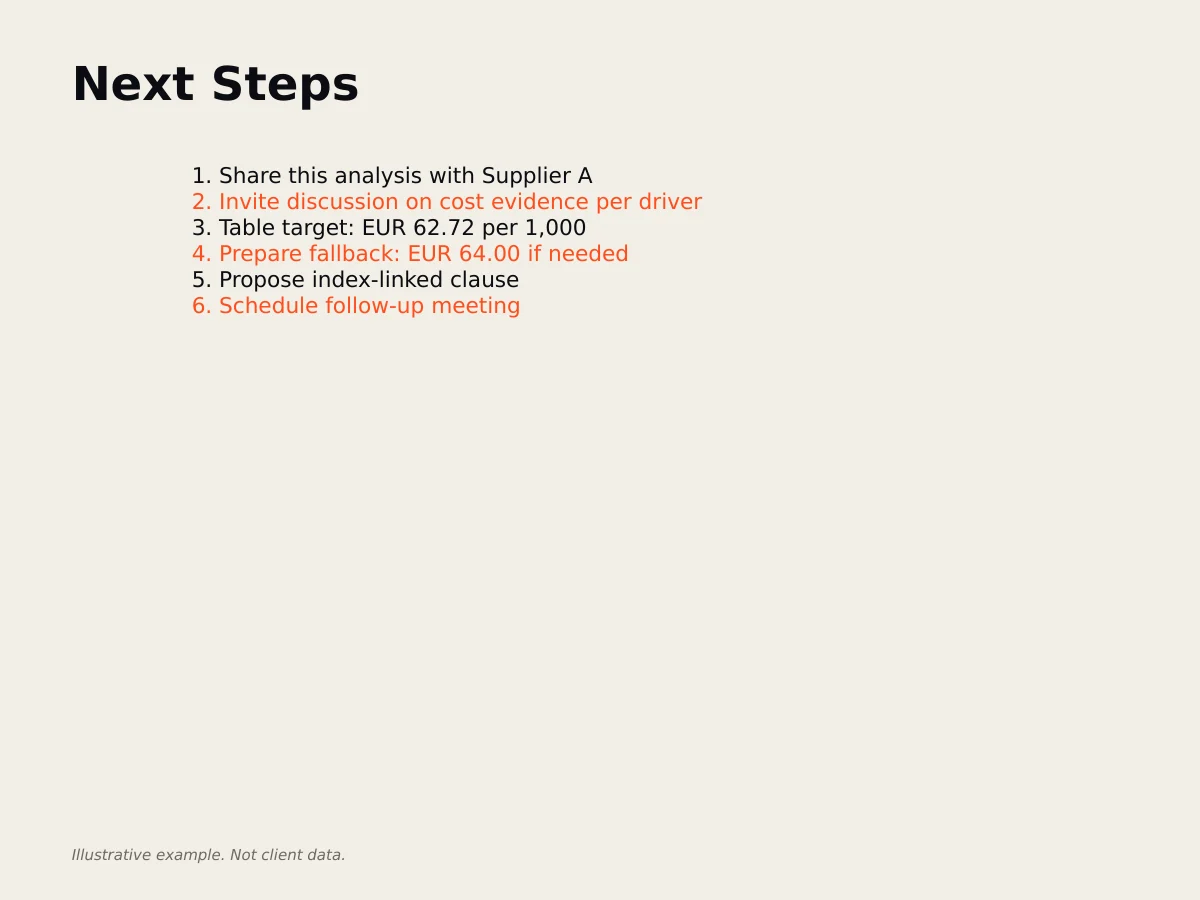 Next Steps
1. Share this analysis with Supplier A
2. Invite discussion on cost evidence per driver
3. Table target: EUR 62.72 per 1,000
4. Prepare fallback: EUR 64.00 if needed
5. Propose index-linked clause
6. Schedule follow-up meeting
Illustrative example. Not client data.